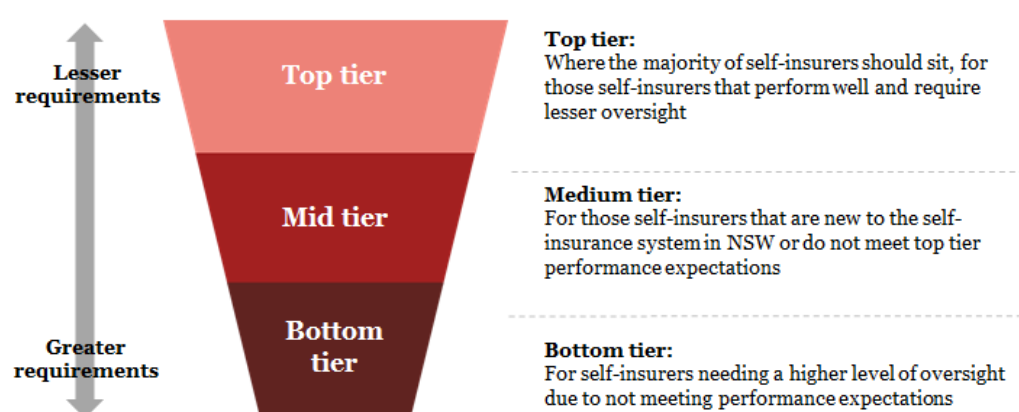 Lesser
requirements
Top tier
Top tier:
Where the majority of self-insurers should sit, for
those self-insurers that perform well and require
lesser oversight
Mid tier
Medium tier:
For those self-insurers that are new to the self-
insurance system in NSW or do not meet top tier
performance expectations
Greater
requirements
Bottom
tier
Bottom tier:
For self-insurers needing a higher level of oversight
due to not meeting performance expectations